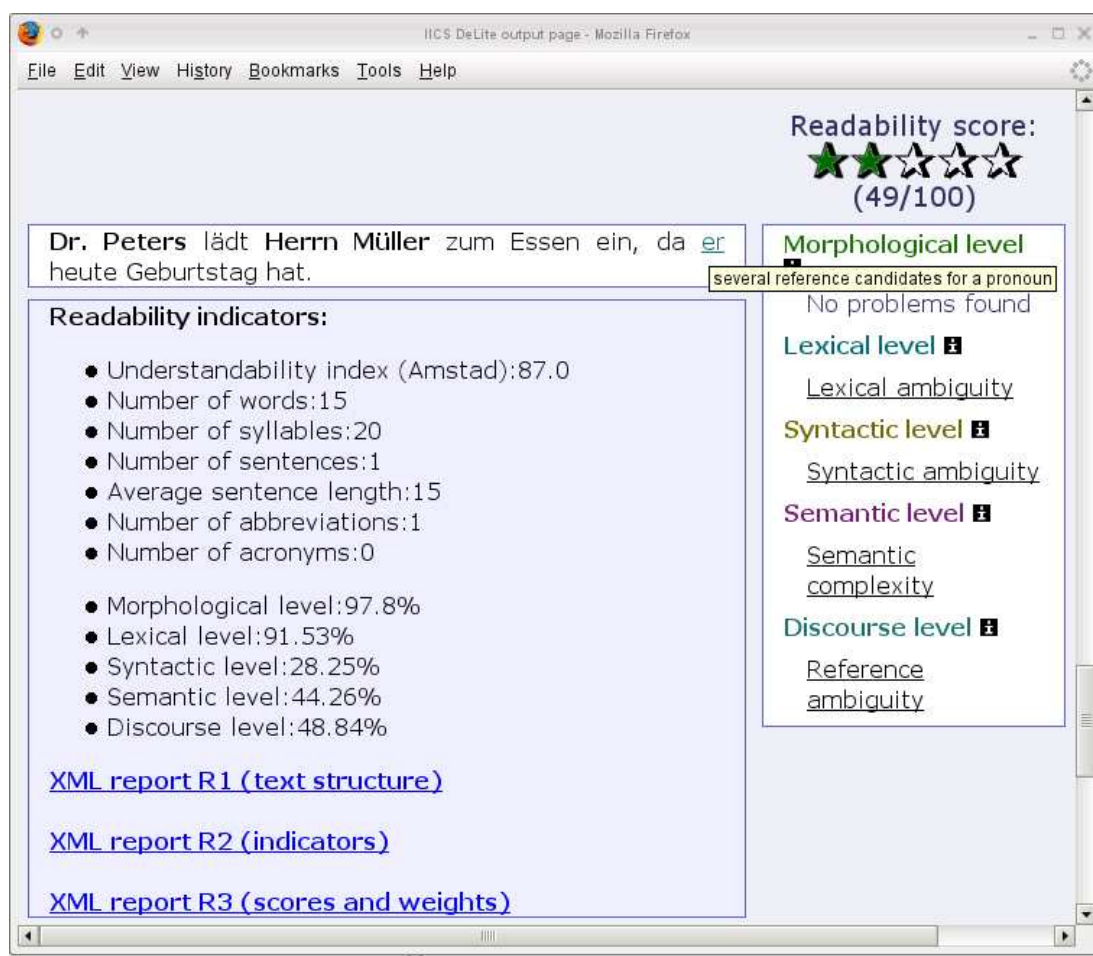 IICS DeLite output page - Mozilla Firefox
File Edit View History Bookmarks Tools Help
Readability score:
(49/100)
Dr. Peters lädt Herrn Müller zum Essen ein, da er
heute Geburtstag hat.
several reference candidates for a pronoun
Readability indicators:
● Understandability index (Amstad):87.0
● Number of words:15
● Number of syllables:20
● Number of sentences:1
● Average sentence length:15
● Number of abbreviations:1
● Number of acronyms:0
● Morphological level:97.8%
● Lexical level:91.53%
● Syntactic level:28.25%
● Semantic level:44.26%
● Discourse level:48.84%
XML report R1 (text structure)
XML report R2 (indicators)
XML report R3 (scores and weights)
Morphological level
No problems found
Lexical level i
Lexical ambiguity
Syntactic level i
Syntactic ambiguity
Semantic level i
Semantic
complexity
Discourse level i
Reference
ambiguity